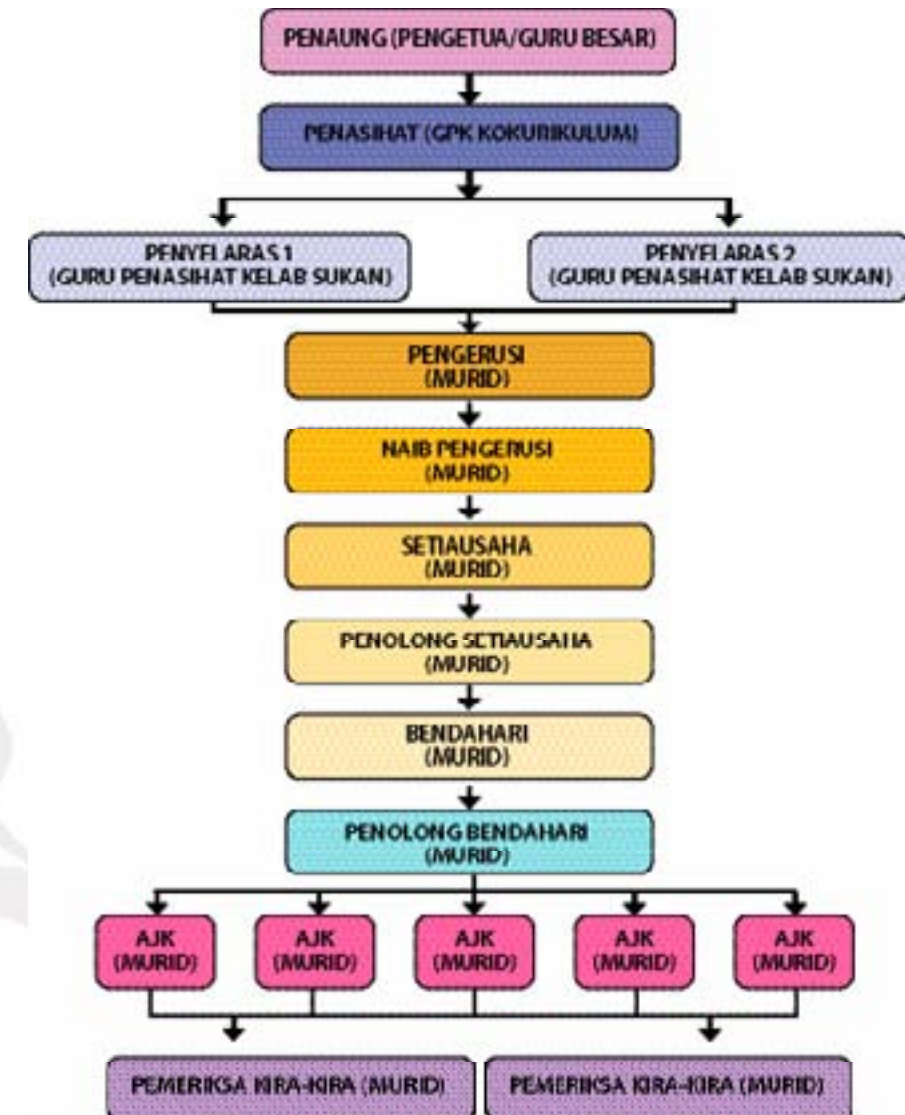 PENAUNG (PENGETUA/GURU BESAR)
PENASIHAT (GPK KOKURIKULUM)
PENYELARAS 1
(GURU PENASIHAT KELAB SUKAN)
PENYELARAS 2
(GURU PENASIHAT KELAB SUKAN)
PENGERUSI
(MURID)
NAIB PENGERUSI
(MURID)
SETIAUSAHA
(MURID)
PENOLONG SETIAUSAHA
(MURID)
BENDAHARI
(MURID)
PENOLONG BENDAHARI
(MURID)
AJK
(MURID)
AJK
(MURID)
AJK
(MURID)
AJK
(MURID)
AJK
(MURID)
PEMERIKSA KIRA-KIRA (MURID)
PEMERIKSA KIRA-KIRA (MURID)